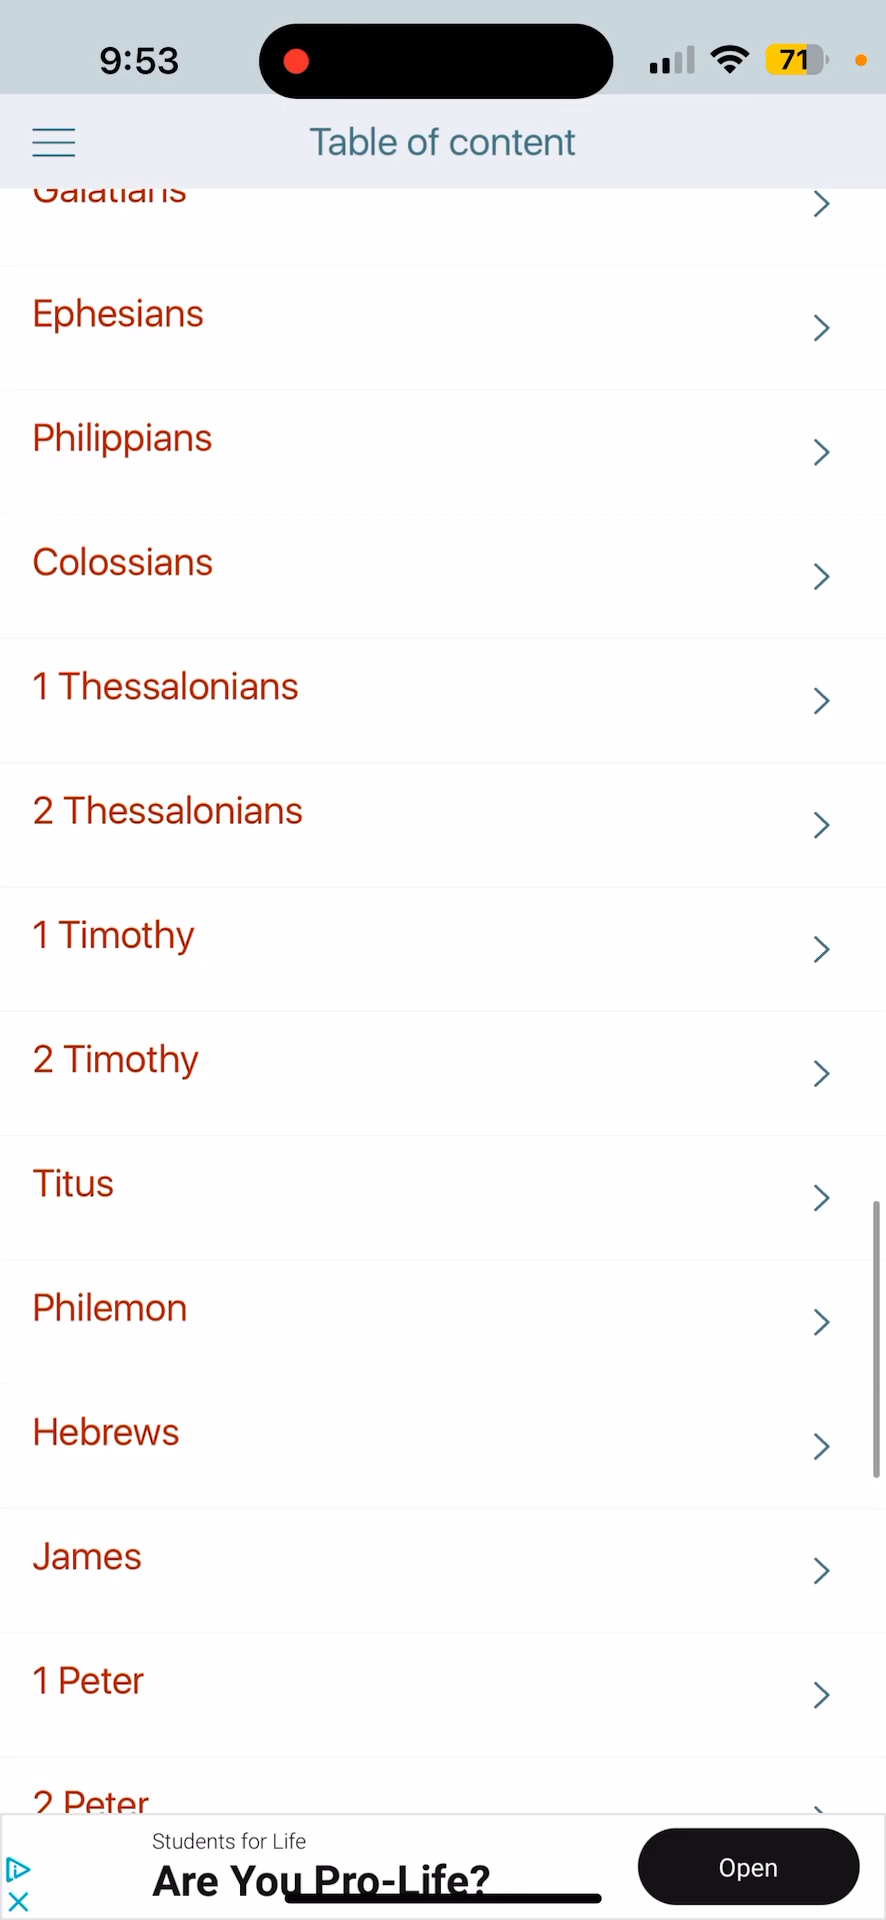 9:53
71
Table of content
Galatians
Ephesians
Philippians
Colossians
1 Thessalonians
2 Thessalonians
1 Timothy
2 Timothy
Titus
Philemon
Hebrews
James
1 Peter
2 Peter
Students for Life
Are You Pro-Life?
Open